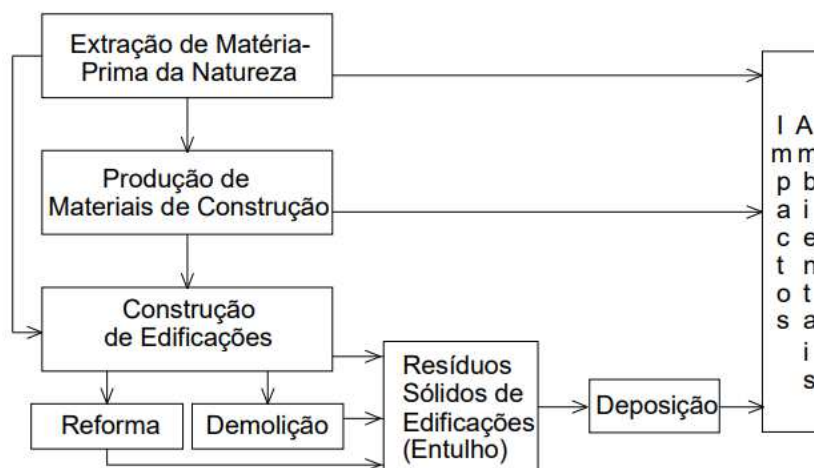 Extração de Matéria-
Prima da Natureza
Produção de
Materiais de Construção
Construção
de Edificações
Reforma
Demolição
Resíduos
Sólidos de
Edificações
(Entulho)
Deposição
Impactos
Ambientais